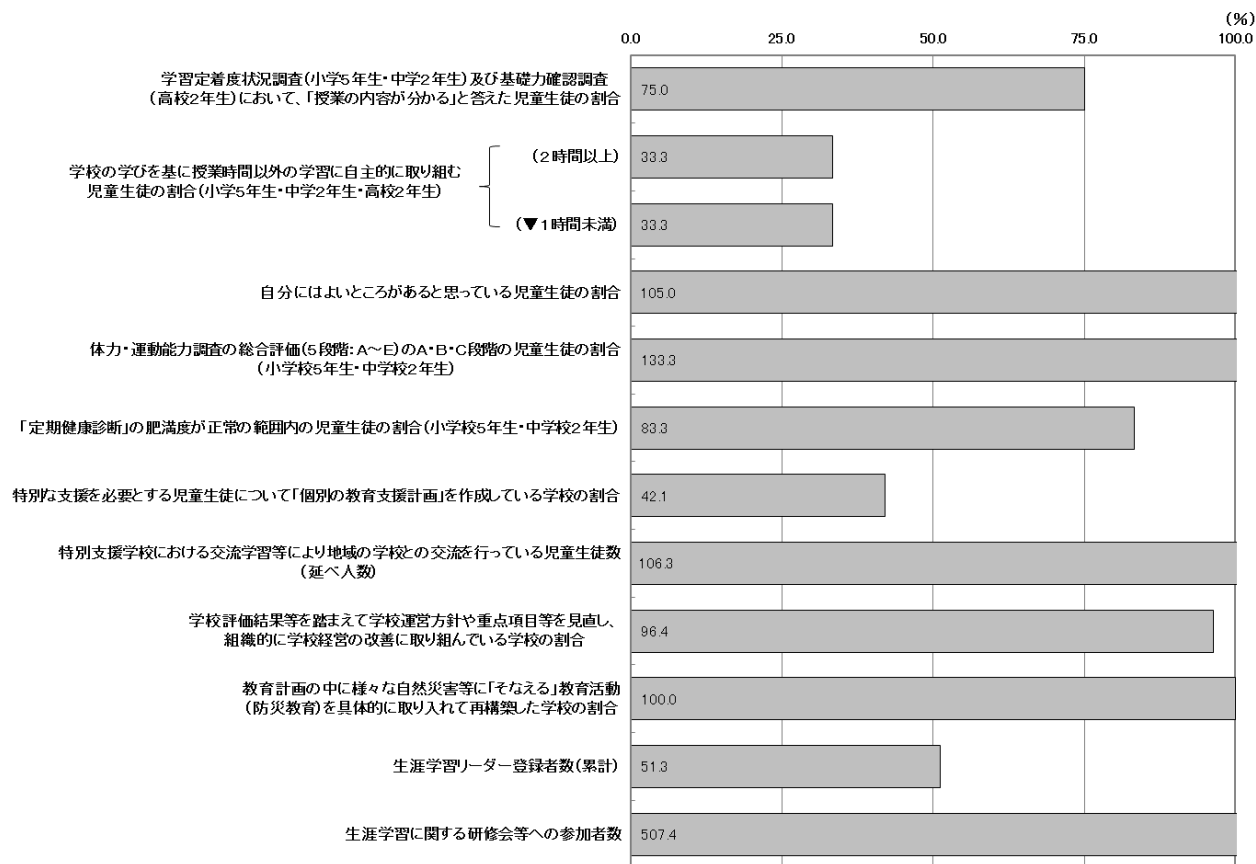 (%)
0.0 25.0 50.0 75.0 100.0
学習定着度状況調査(小学5年生・中学2年生)及び基礎力確認調査
(高校2年生)において、「授業の内容が分かる」と答えた児童生徒の割合
75.0
学校の学びを基に授業時間以外の学習に自主的に取り組む
児童生徒の割合(小学5年生・中学2年生・高校2年生)
(2時間以上)
33.3
(▼1時間未満)
33.3
自分にはよいところがあると思っている児童生徒の割合
105.0
体力・運動能力調査の総合評価(5段階:A～E)のA・B・C段階の児童生徒の割合
(小学校5年生・中学校2年生)
133.3
「定期健康診断」の肥満度が正常の範囲内の児童生徒の割合(小学校5年生・中学校2年生)
83.3
特別な支援を必要とする児童生徒について「個別の教育支援計画」を作成している学校の割合
42.1
特別支援学校における交流学習等により地域の学校との交流を行っている児童生徒数
(延べ人数)
106.3
学校評価結果等を踏まえて学校運営方針や重点項目等を見直し、
組織的に学校経営の改善に取り組んでいる学校の割合
96.4
教育計画の中に様々な自然災害等に「そなえる」教育活動
(防災教育)を具体的に取り入れて再構築した学校の割合
100.0
生涯学習リーダー登録者数(累計)
51.3
生涯学習に関する研修会等への参加者数
507.4